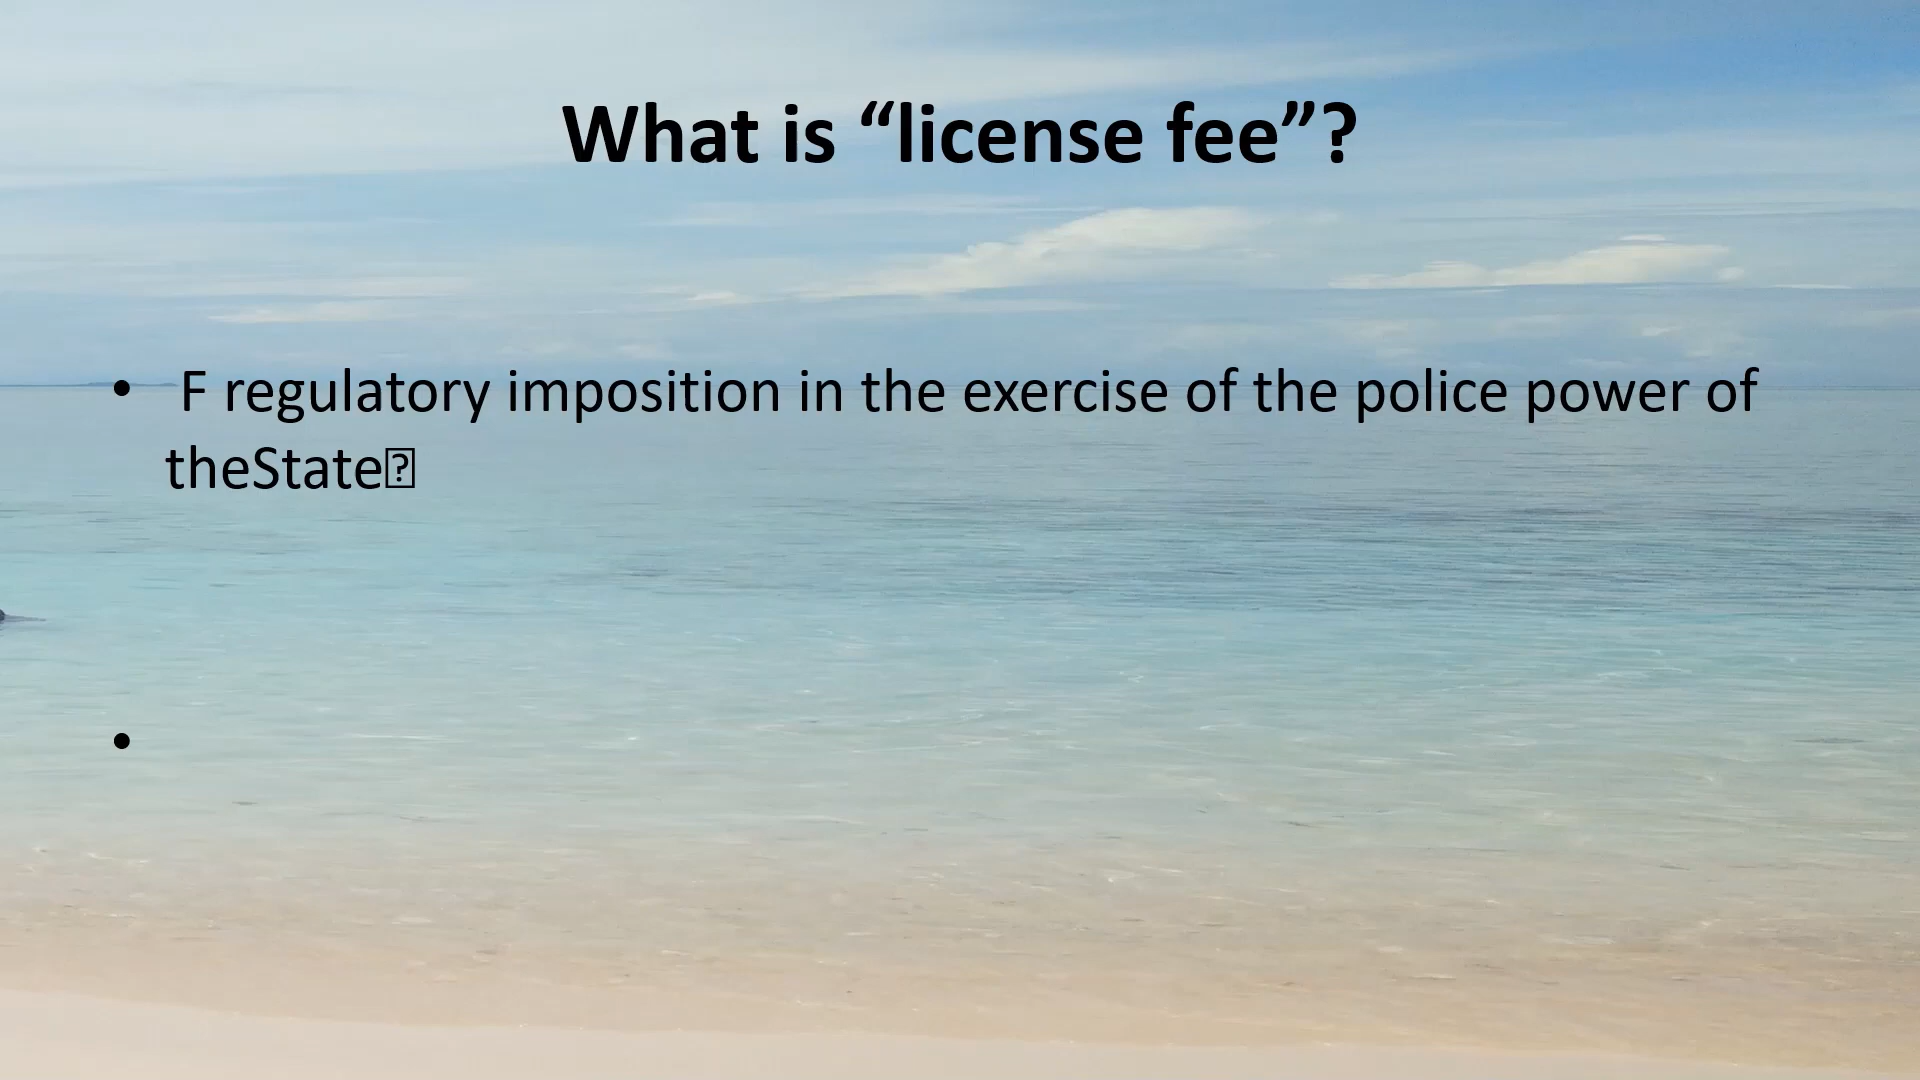 What is “license fee”?
• F regulatory imposition in the exercise of the police power of
theState
•